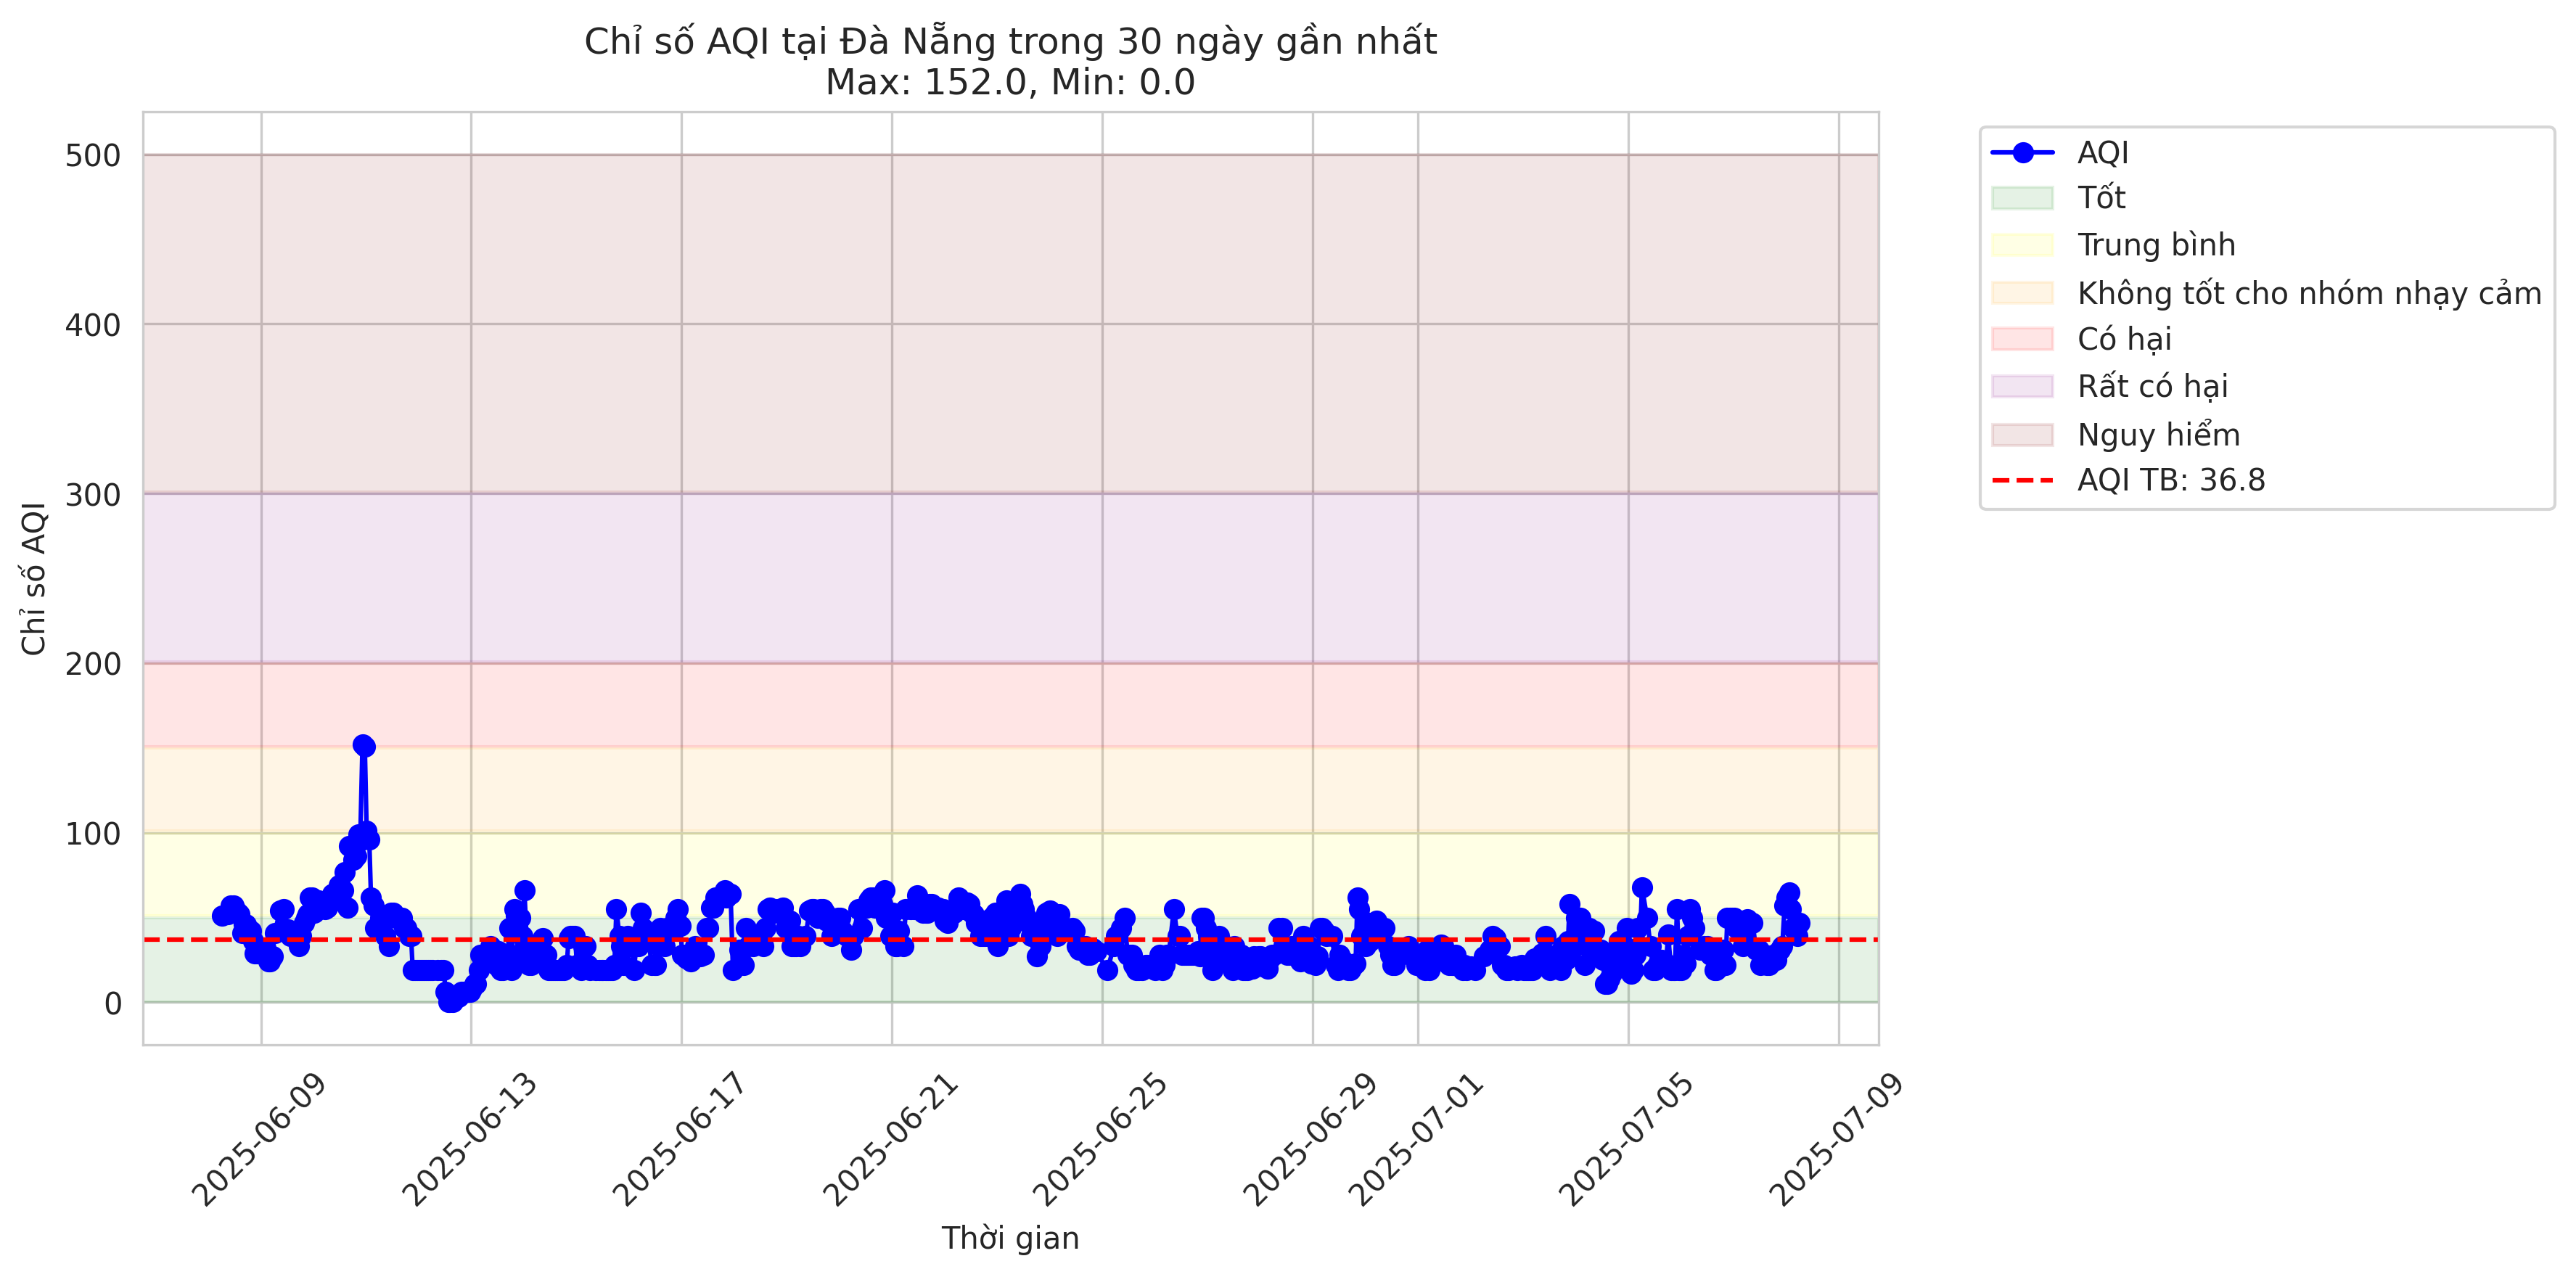 Chỉ số AQI tại Đà Nẵng trong 30 ngày gần nhất
Max: 152.0, Min: 0.0
Chỉ số AQI
500
400
300
200
100
0
2025-06-09
2025-06-13
2025-06-17
2025-06-21
2025-06-25
2025-06-29
2025-07-01
2025-07-05
2025-07-09
Thời gian
AQI
Tốt
Trung bình
Không tốt cho nhóm nhạy cảm
Có hại
Rất có hại
Nguy hiểm
AQI TB: 36.8